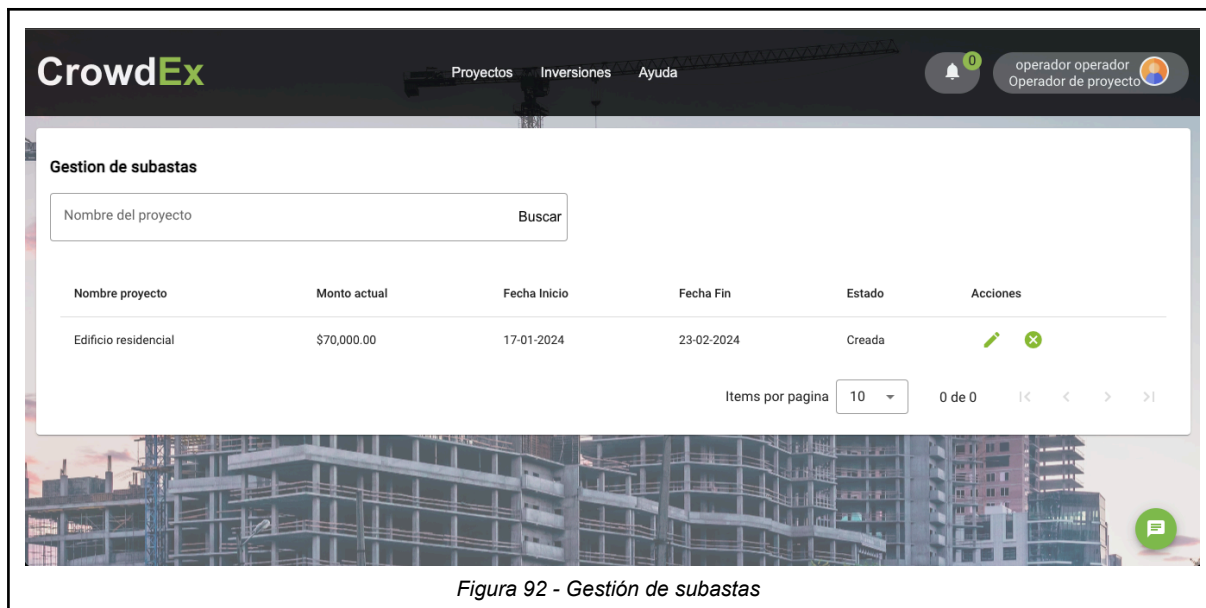 CrowdEx
Proyectos Inversiones Ayuda
0
operador operador
Operador de proyecto
Gestion de subastas
Nombre del proyecto Buscar
Nombre proyecto Monto actual Fecha Inicio Fecha Fin Estado Acciones
Edificio residencial $70,000.00 17-01-2024 23-02-2024 Creada
Items por pagina 10 0 de 0
Figura 92 - Gestión de subastas